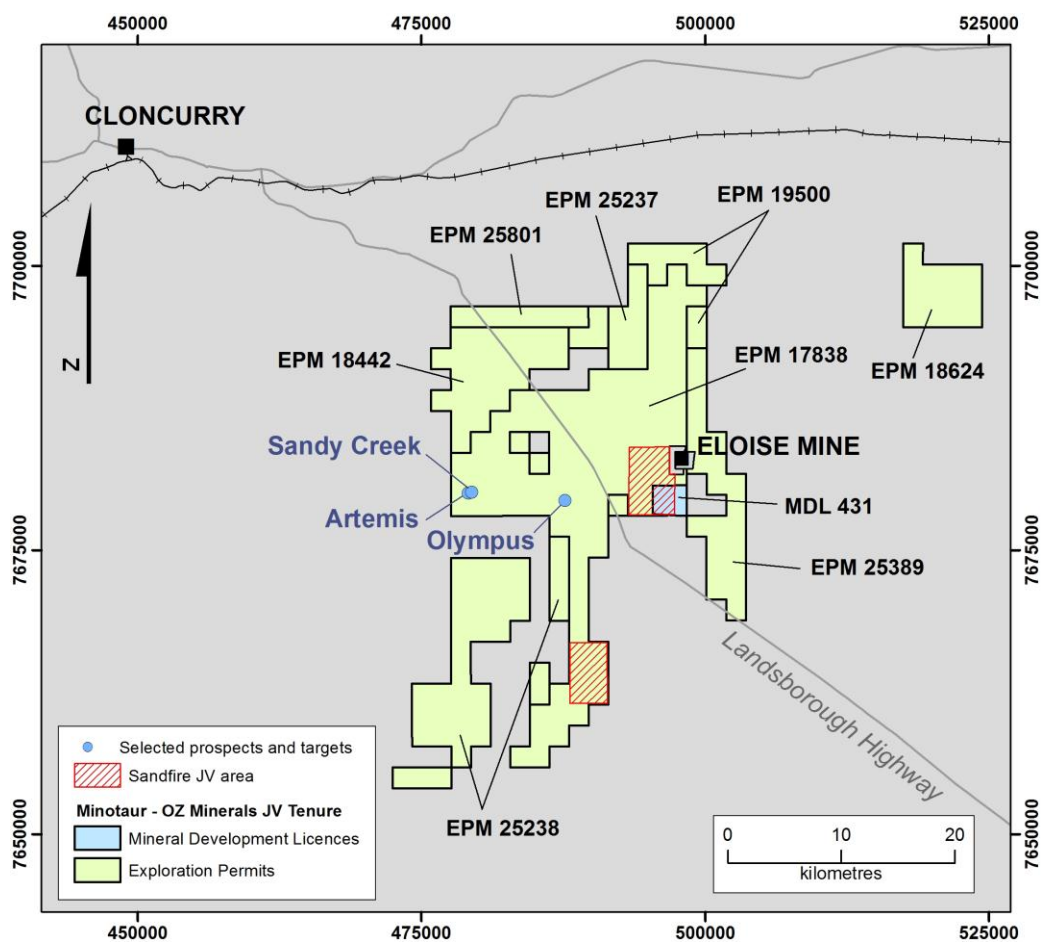 450000
475000
500000
525000
CLONCURRY
EPM 19500
EPM 25237
EPM 25801
7700000
7700000
EPM 18442
EPM 17838
EPM 18624
N
Sandy Creek
ELOISE MINE
Artemis
MDL 431
Olympus
7675000
7675000
EPM 25389
Landsborough Highway
Selected prospects and targets
Sandfire JV area
Minotaur - OZ Minerals JV Tenure
Mineral Development Licences
Exploration Permits
EPM 25238
7650000
7650000
0 10 20
kilometres
450000
475000
500000
525000